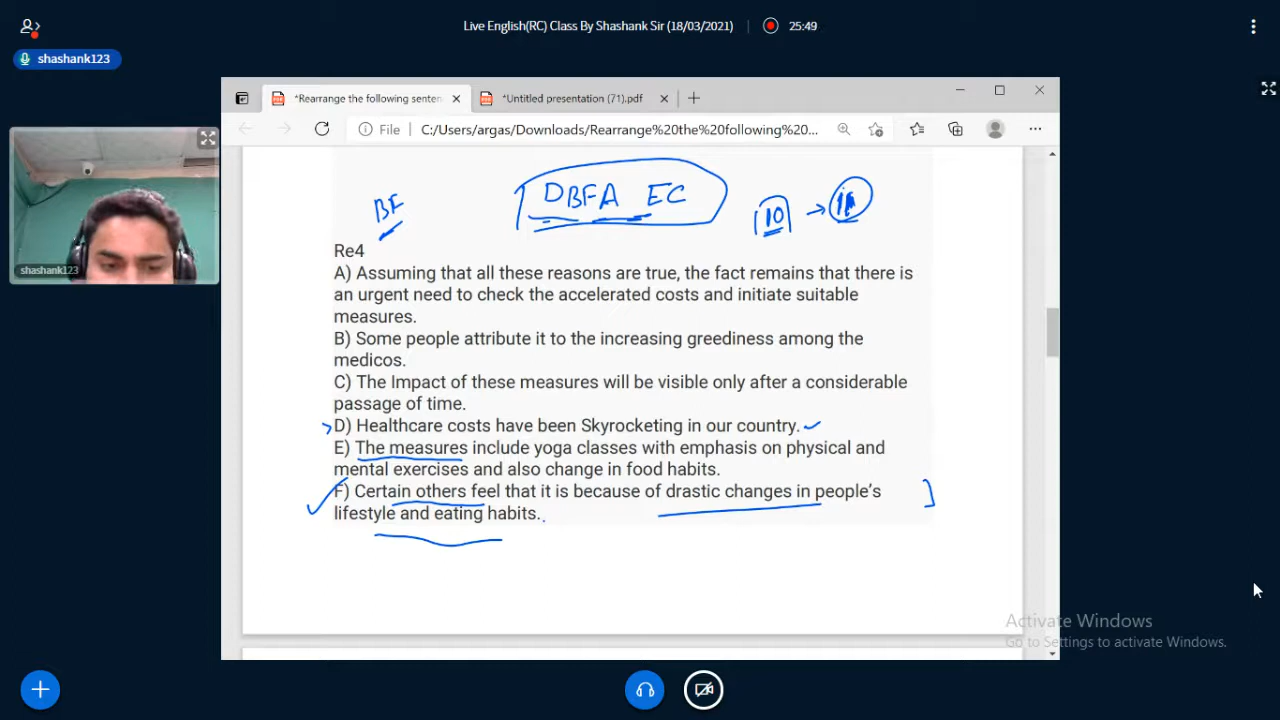 Live English(RC) Class By Shashank Sir (18/03/2021)
25:49
shashank123
*Rearrange the following senten
*Untitled presentation (71).pdf
File
C:/Users/argas/Downloads/Rearrange%20the%20following%20...
shashank123
BF
DBFA EC
10
Re4
A) Assuming that all these reasons are true, the fact remains that there is
an urgent need to check the accelerated costs and initiate suitable
measures.
B) Some people attribute it to the increasing greediness among the
medicos.
C) The Impact of these measures will be visible only after a considerable
passage of time.
D) Healthcare costs have been Skyrocketing in our country.
E) The measures include yoga classes with emphasis on physical and
mental exercises and also change in food habits.
F) Certain others feel that it is because of drastic changes in people's
lifestyle and eating habits.
Activate Windows
Go to Settings to activate Windows.